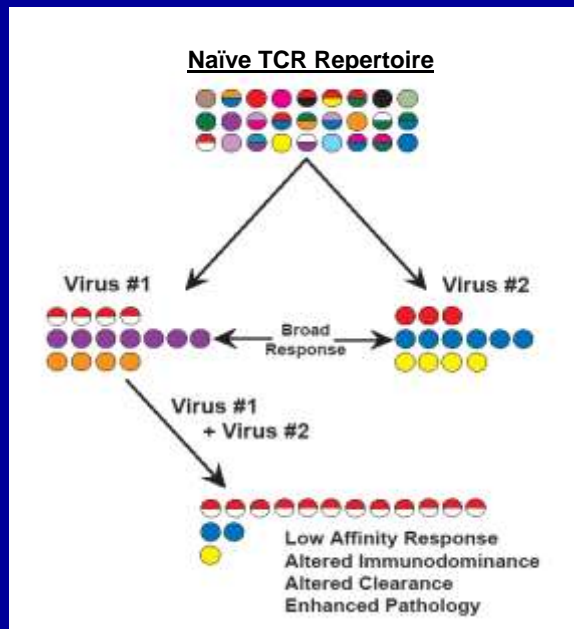 Naïve TCR Repertoire
Virus #1
Virus #2
Broad
Response
Virus #1
+ Virus #2
Low Affinity Response
Altered Immunodominance
Altered Clearance
Enhanced Pathology